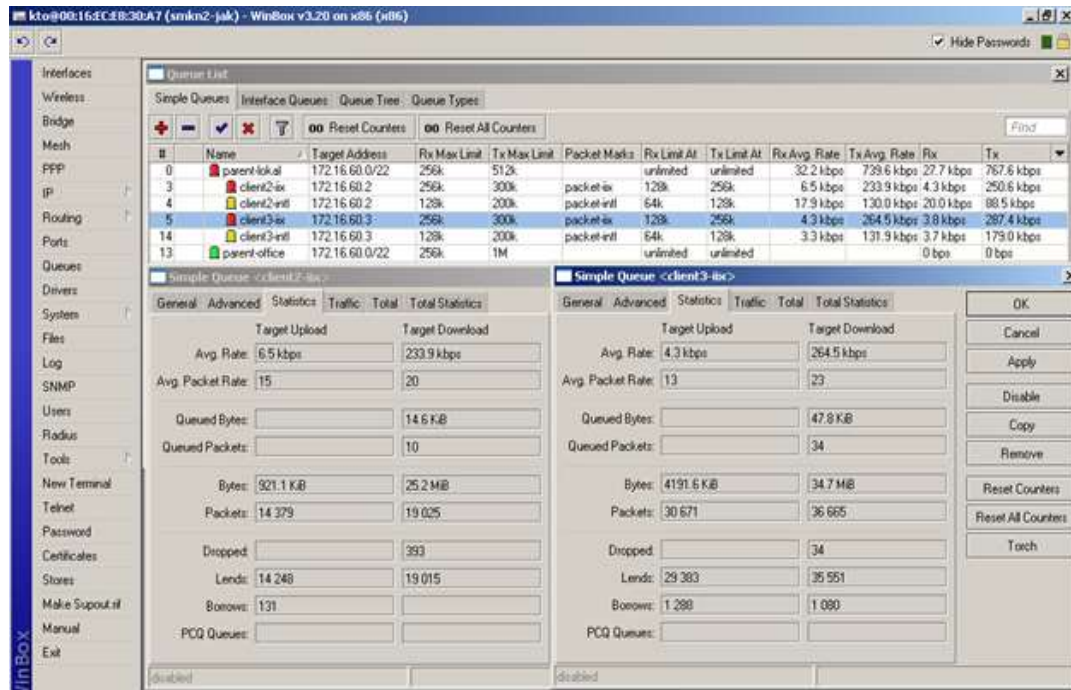 kto@00:16:EC:E8:30:A7 (smkn2-jak) - WinBox v3.20 on x86 (x86)
Hide Passwords
Interfaces
Wireless
Bridge
Mesh
PPP
IP
Routing
Ports
Queues
Drivers
System
Files
Log
SNMP
Users
Radius
Tools
New Terminal
Telnet
Password
Certificates
Stores
Make Supout.rif
Manual
Exit
WinBox
Queue List
Simple Queues Interface Queues Queue Tree Queue Types
00 Reset Counters 00 Reset All Counters Find
# Name Target Address Rx Max Limit Tx Max Limit Packet Marks Rx Limit At Tx Limit At Rx Avg. Rate Tx Avg. Rate Rx Tx
0 parent-lokal 172.16.60.0/22 256k 512k unlimited unlimited 32.2 kbps 739.6 kbps 27.7 kbps 767.6 kbps
3 client2-iix 172.16.60.2 256k 300k packet-iix 128k 256k 6.5 kbps 233.9 kbps 4.3 kbps 250.6 kbps
4 client2-intl 172.16.60.2 128k 200k packet-intl 64k 128k 17.9 kbps 130.0 kbps 20.0 kbps 88.5 kbps
5 client3-iix 172.16.60.3 256k 300k packet-iix 128k 256k 4.3 kbps 264.5 kbps 3.8 kbps 287.4 kbps
14 client3-intl 172.16.60.3 128k 200k packet-intl 64k 128k 3.3 kbps 131.9 kbps 3.7 kbps 179.0 kbps
13 parent-office 172.16.60.0/22 256k 1M unlimited unlimited 0 bps 0 bps
Simple Queue <client2-iix>
General Advanced Statistics Traffic Total Total Statistics
Target Upload Target Download
Avg. Rate: 6.5 kbps 233.9 kbps
Avg. Packet Rate: 15 20
Queued Bytes: 14.6 KiB
Queued Packets: 10
Bytes: 921.1 KiB 25.2 MiB
Packets: 14 379 19 025
Dropped: 393
Lends: 14 248 19 015
Borrows: 131
PCQ Queues:
disabled
Simple Queue <client3-iix>
General Advanced Statistics Traffic Total Total Statistics
Target Upload Target Download
Avg. Rate: 4.3 kbps 264.5 kbps
Avg. Packet Rate: 13 23
Queued Bytes: 47.8 KiB
Queued Packets: 34
Bytes: 4191.6 KiB 34.7 MiB
Packets: 30 671 36 665
Dropped: 34
Lends: 29 383 35 551
Borrows: 1 288 1 080
PCQ Queues:
disabled
OK
Cancel
Apply
Disable
Copy
Remove
Reset Counters
Reset All Counters
Torch